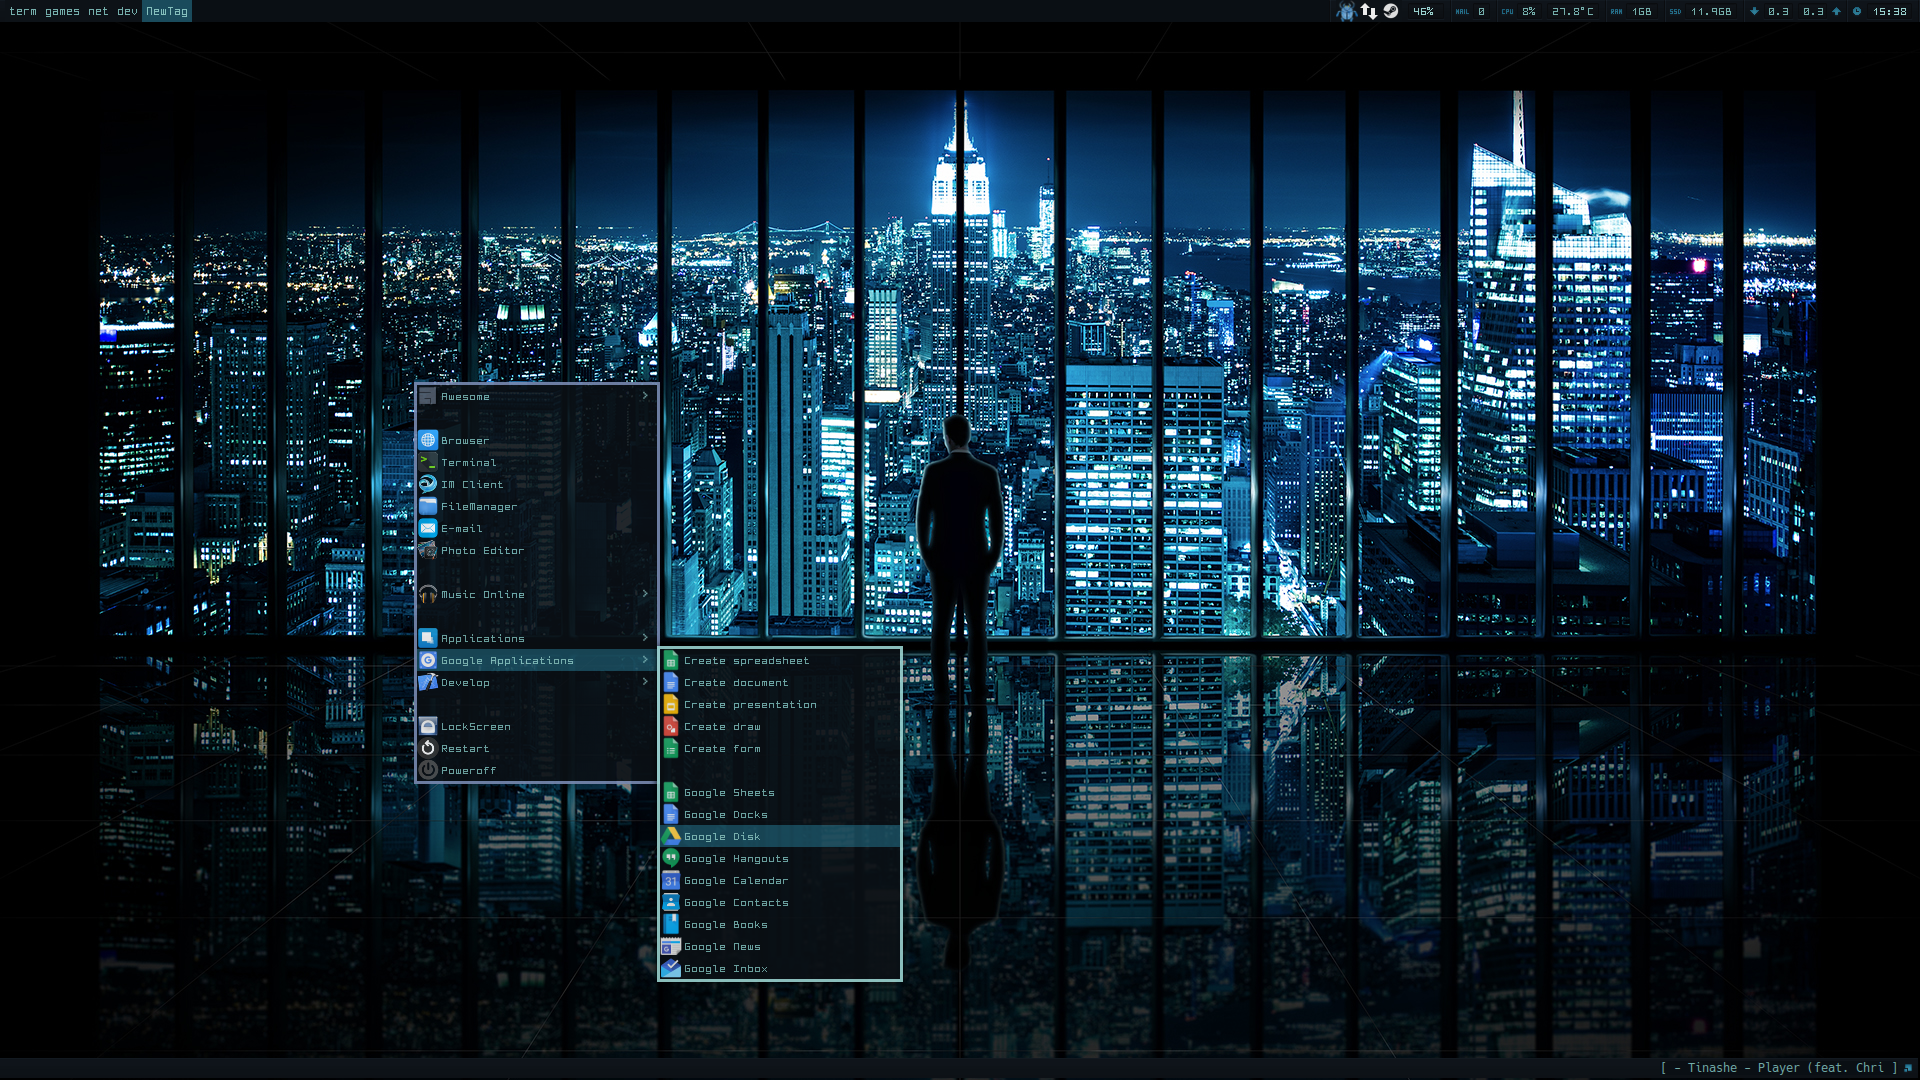 term games net dev NewTag
46% MAIL 0 CPU 8% 27.8°C RAM 1GB SSD 11.9GB 0.3 0.3 15:38
Awesome
Browser
Terminal
IM Client
FileManager
E-mail
Photo Editor
Music Online
Applications
Google Applications
Develop
LockScreen
Restart
Poweroff
Create spreadsheet
Create document
Create presentation
Create draw
Create form
Google Sheets
Google Docks
Google Disk
Google Hangouts
31 Google Calendar
Google Contacts
Google Books
Google News
Google Inbox
[ - Tinashe - Player (feat. Chri ]